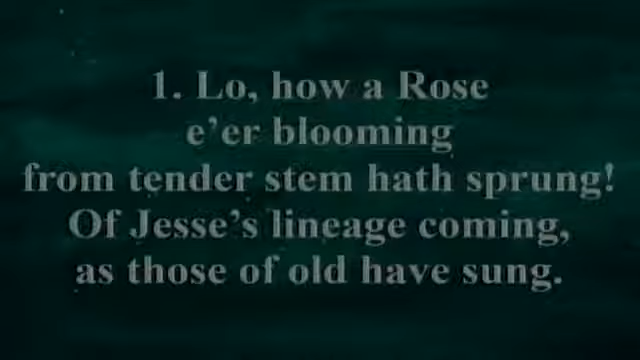 1. Lo, how a Rose
e’er blooming
from tender stem hath sprung!
Of Jesse’s lineage coming,
as those of old have sung.